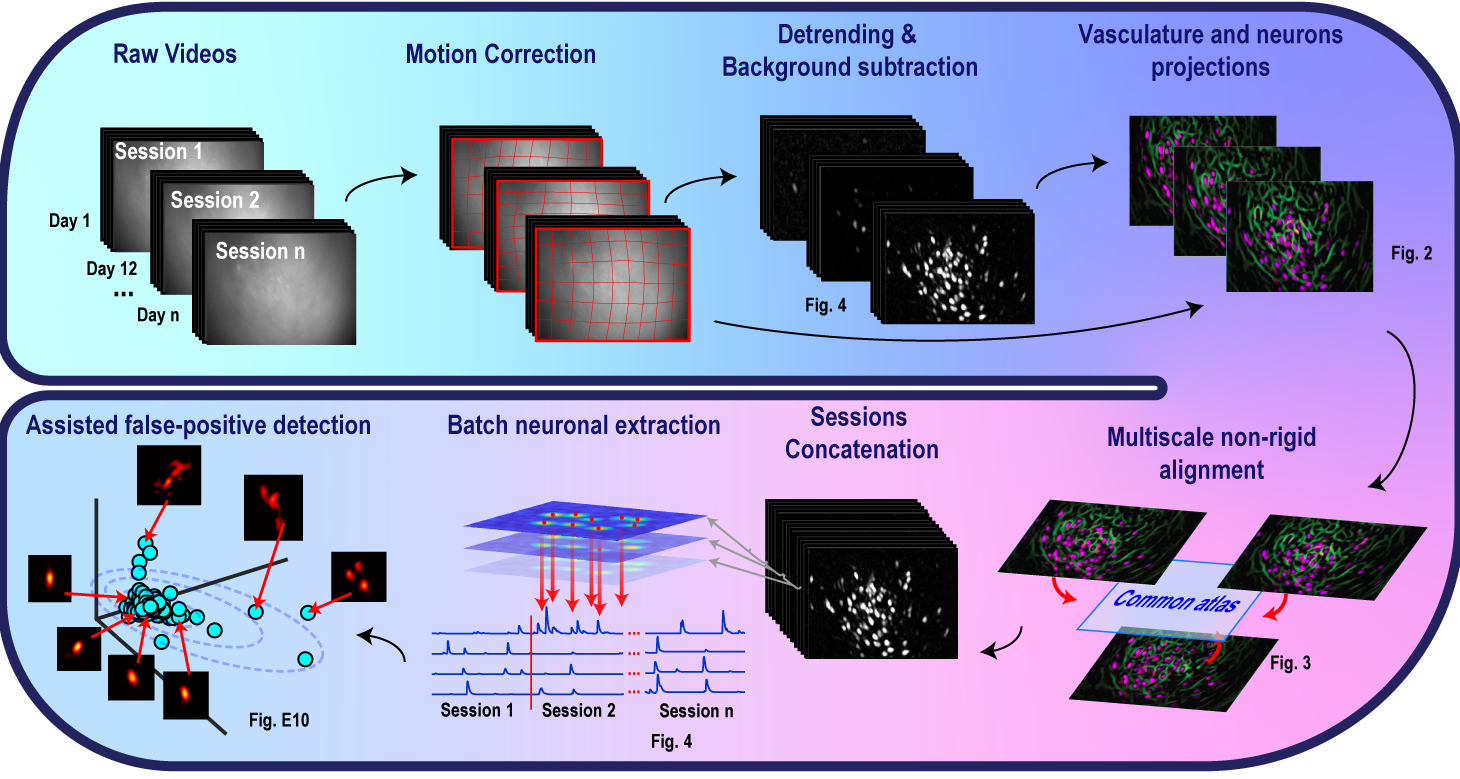 Raw Videos
Motion Correction
Detrending &
Background subtraction
Vasculature and neurons
projections
Session 1
Session 2
Session n
Day 1
Day 12
...
Day n
Fig. 4
Fig. 2
Multiscale non-rigid
alignment
Common atlas
Fig. 3
Sessions
Concatenation
Batch neuronal extraction
...
...
...
...
Session 1
Session 2
Session n
Fig. 4
Assisted false-positive detection
Fig. E10